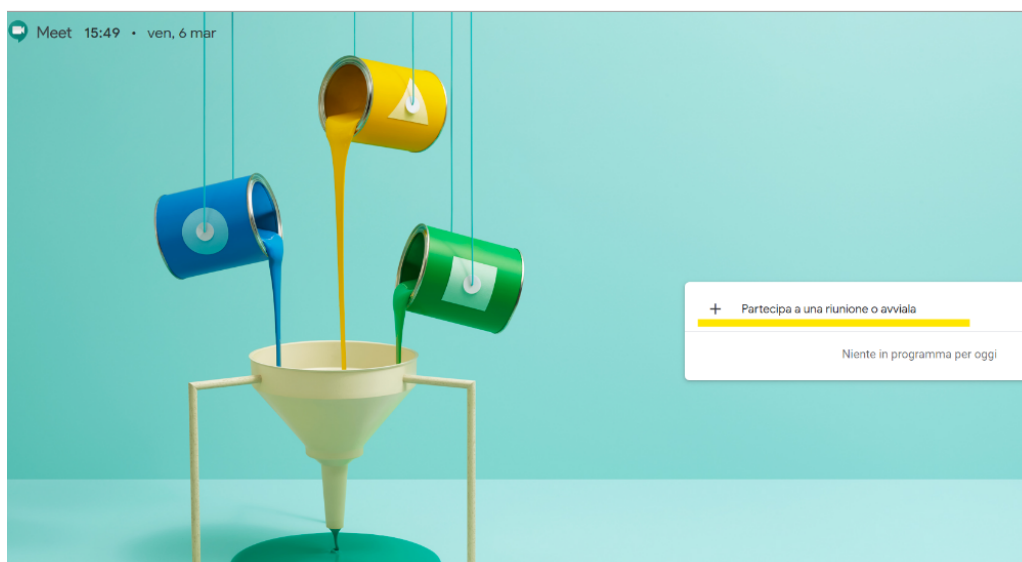 Meet 15:49 • ven, 6 mar
+ Partecipa a una riunione o avviala
Niente in programma per oggi